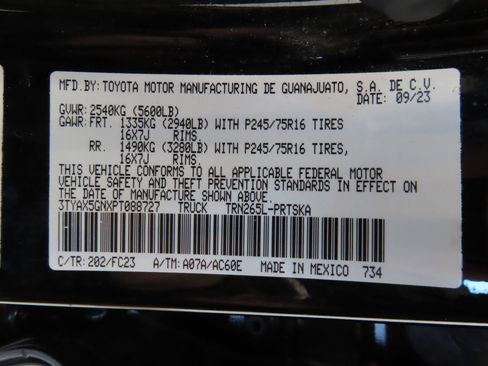 MFD.BY: TOYOTA MOTOR MANUFACTURING DE GUANAJUATO, S.A. DE C.V.
DATE: 09/23
GVWR: 2540KG (5600LB)
GAWR: FRT. 1335KG (2940LB) WITH P245/75R16 TIRES
16X7J RIMS.
RR. 1490KG (3280LB) WITH P245/75R16 TIRES,
16X7J RIMS.
THIS VEHICLE CONFORMS TO ALL APPLICABLE FEDERAL MOTOR
VEHICLE SAFETY AND THEFT PREVENTION STANDARDS IN EFFECT ON
THE DATE OF MANUFACTURE SHOWN ABOVE.
3TYAX5GNXPT088727 TRUCK TRN265L-PRTSKA
C/TR: 202/FC23 A/TM: A07A/AC60E MADE IN MEXICO 734